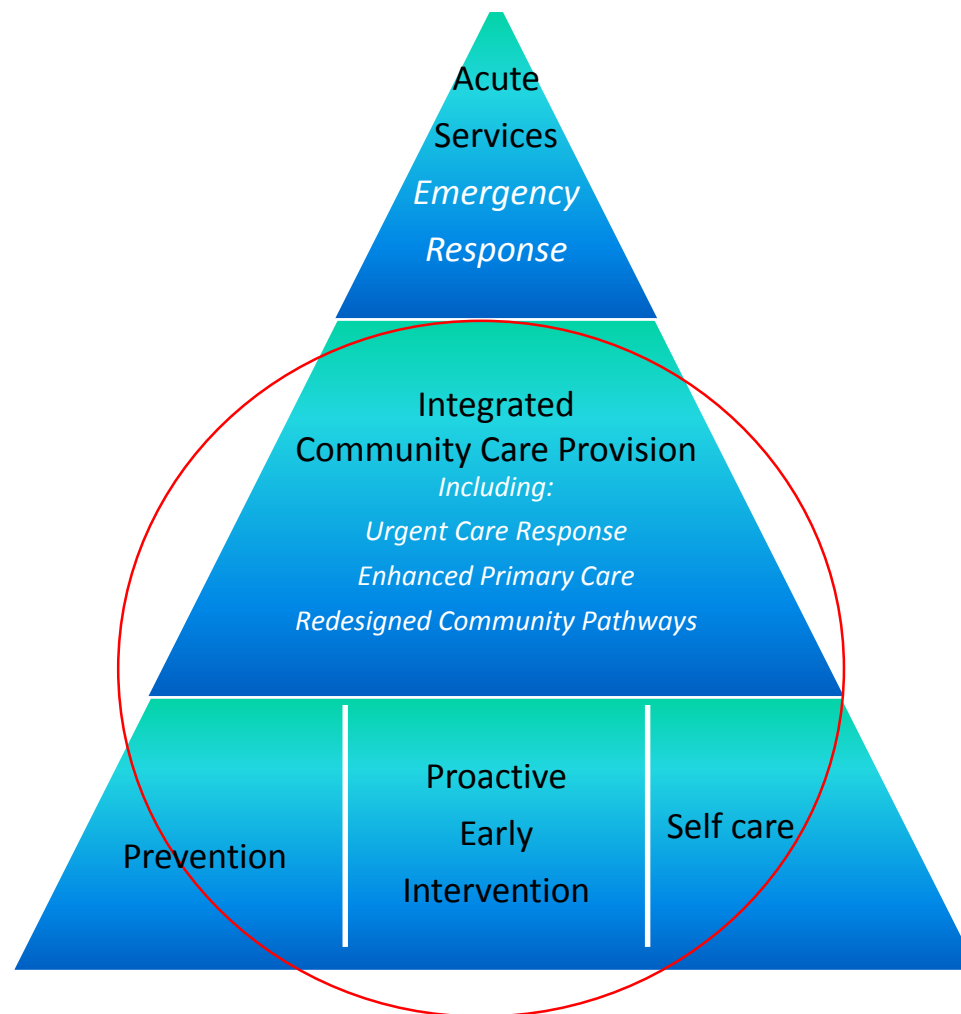 Acute
Services
Emergency
Response
Integrated
Community Care Provision
Including:
Urgent Care Response
Enhanced Primary Care
Redesigned Community Pathways
Prevention
Proactive
Early
Intervention
Self care